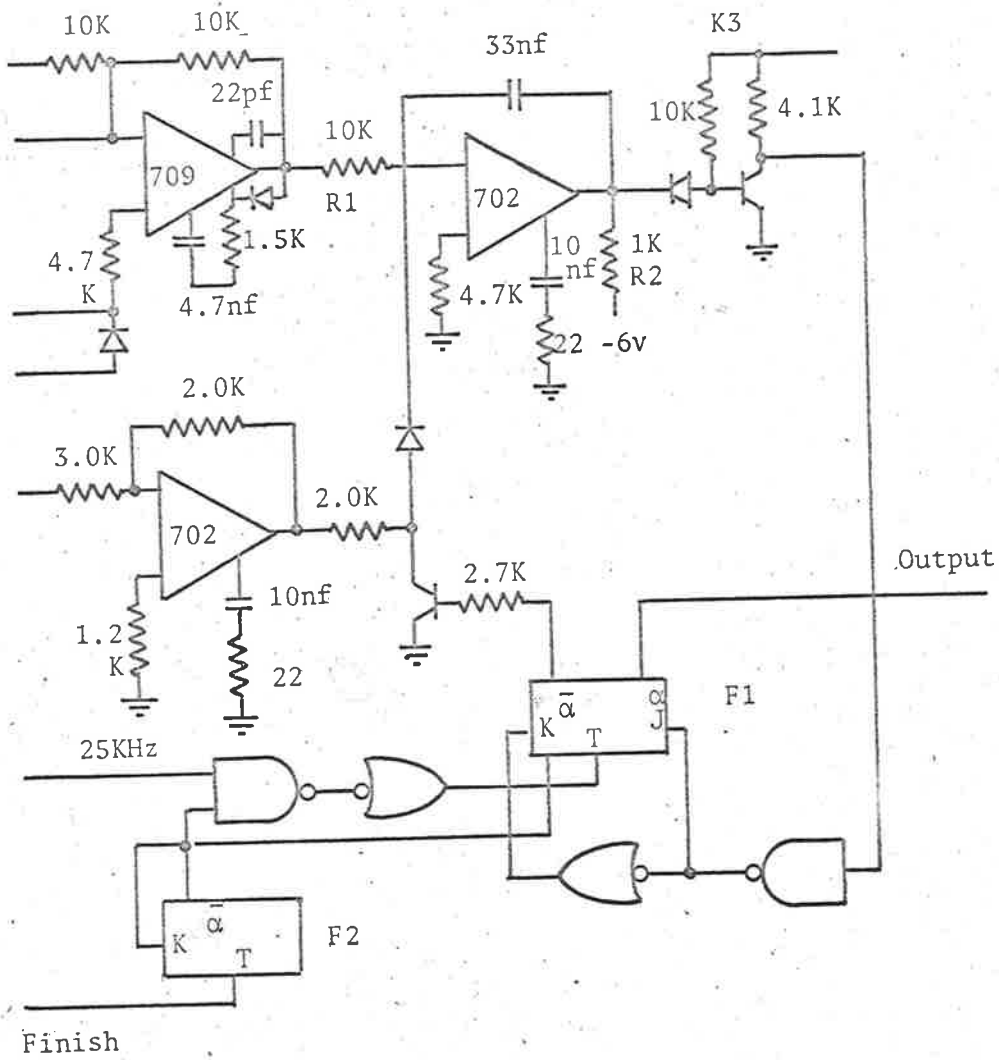 10K
10K
K3
33nf
22pf
10K
10K
4.1K
709
R1
702
1.5K
4.7
K
4.7nf
10
nf
1K
R2
4.7K
22
-6v
2.0K
3.0K
2.0K
702
2.7K
Output
10nf
1.2
K
22
F1
ᾱ
α
J
K
T
25KHz
ᾱ
F2
K
T
Finish